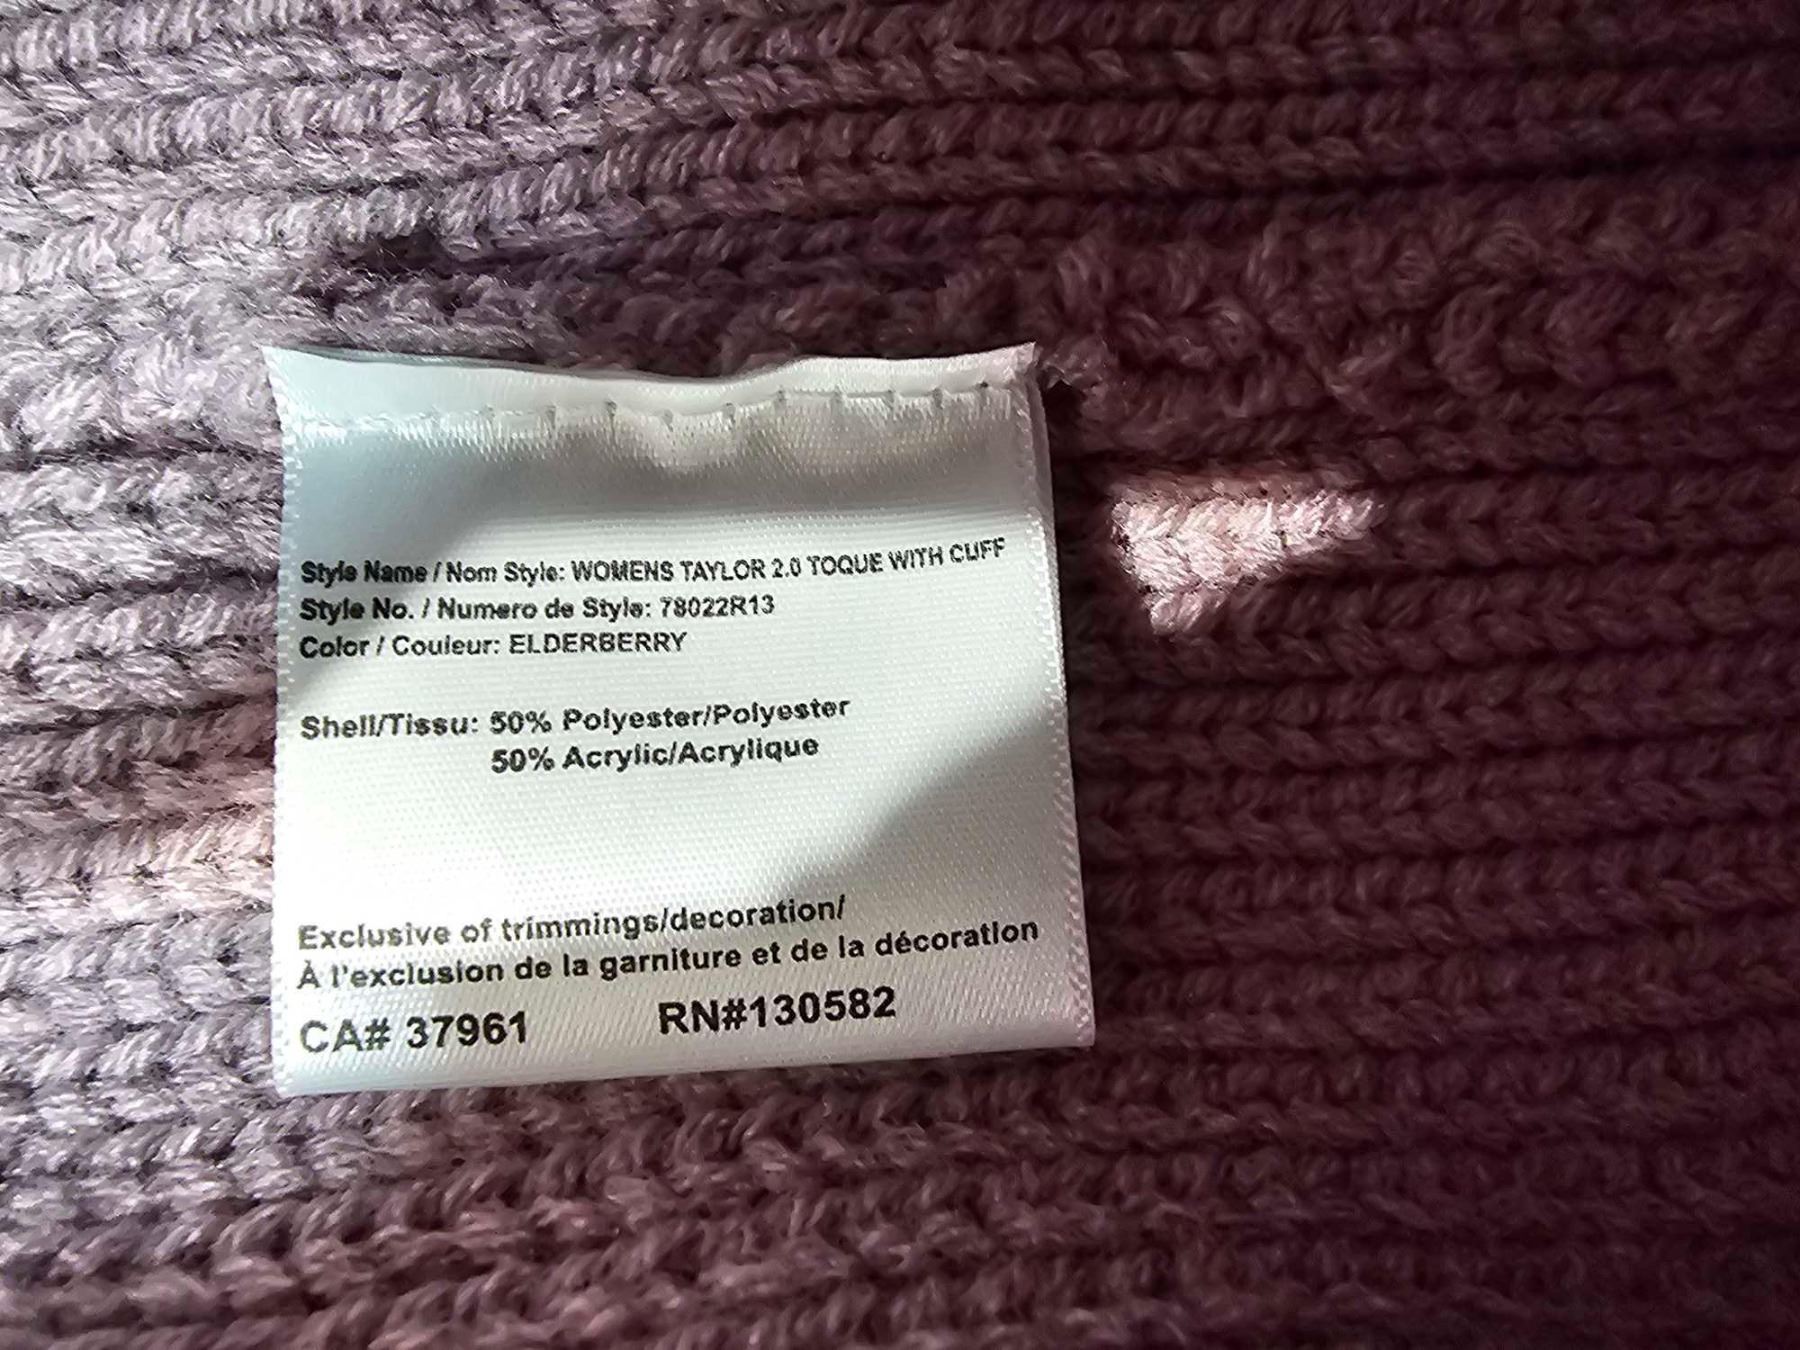 Style Name / Nom Style: WOMENS TAYLOR 2.0 TOQUE WITH CUFF
Style No. / Numero de Style: 78022R13
Color / Couleur: ELDERBERRY
Shell/Tissu: 50% Polyester/Polyester
50% Acrylic/Acrylique
Exclusive of trimmings/decoration/
À l'exclusion de la garniture et de la décoration
CA# 37961 RN#130582